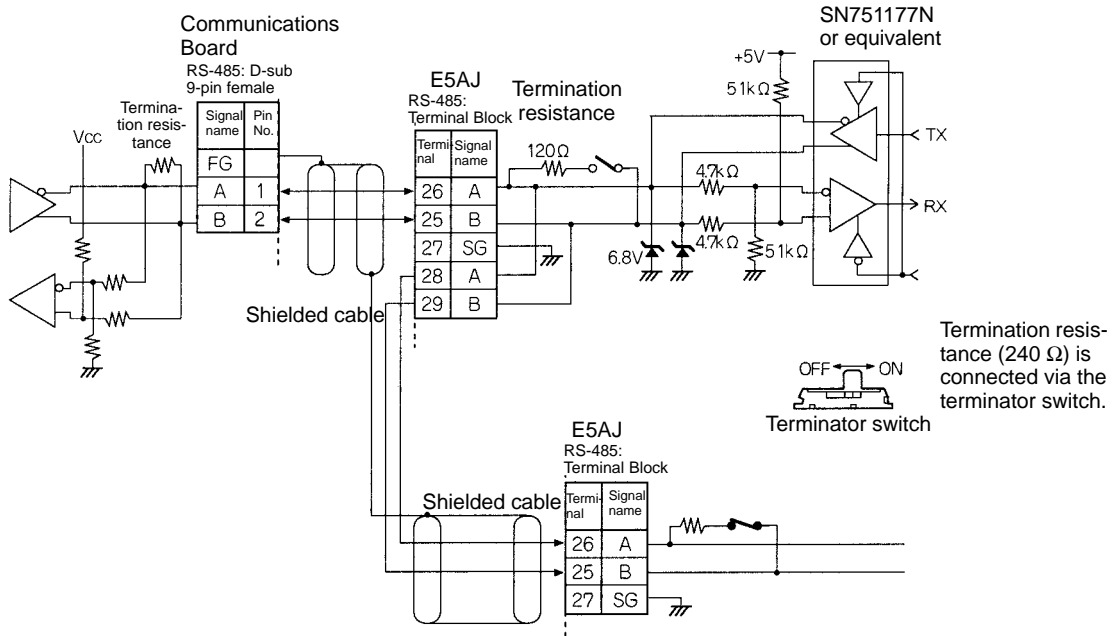 Communications
Board
RS-485: D-sub
9-pin female
Termina-
tion resis-
tance
Vcc
Signal name
Pin No.
FG
A 1
B 2
Shielded cable
E5AJ
RS-485:
Terminal Block
Termi-nal
Signal name
26 A
25 B
27 SG
28 A
29 B
Termination
resistance
120Ω
6.8V
4.7kΩ
4.7kΩ
+5V
51kΩ
51kΩ
SN751177N
or equivalent
TX
RX
OFF ON
Terminator switch
Termination resis-
tance (240 Ω) is
connected via the
terminator switch.
E5AJ
RS-485:
Terminal Block
Shielded cable
Termi-nal
Signal name
26 A
25 B
27 SG